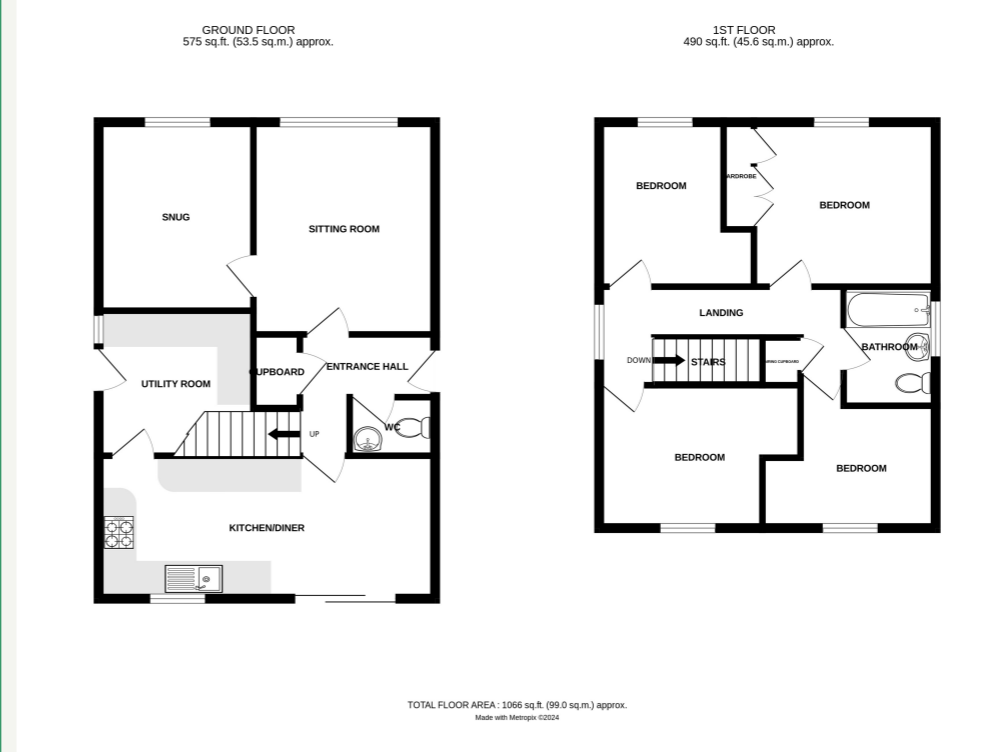 GROUND FLOOR
575 sq.ft. (53.5 sq.m.) approx.
1ST FLOOR
490 sq.ft. (45.6 sq.m.) approx.
SNUG
SITTING ROOM
UTILITY ROOM
CUPBOARD
ENTRANCE HALL
UP
WC
KITCHEN/DINER
BEDROOM
ARDROBE
BEDROOM
LANDING
DOWN
STAIRS
CUPBOARD
BATHROOM
BEDROOM
BEDROOM
TOTAL FLOOR AREA : 1066 sq.ft. (99.0 sq.m.) approx.
Made with Metropix ©2024